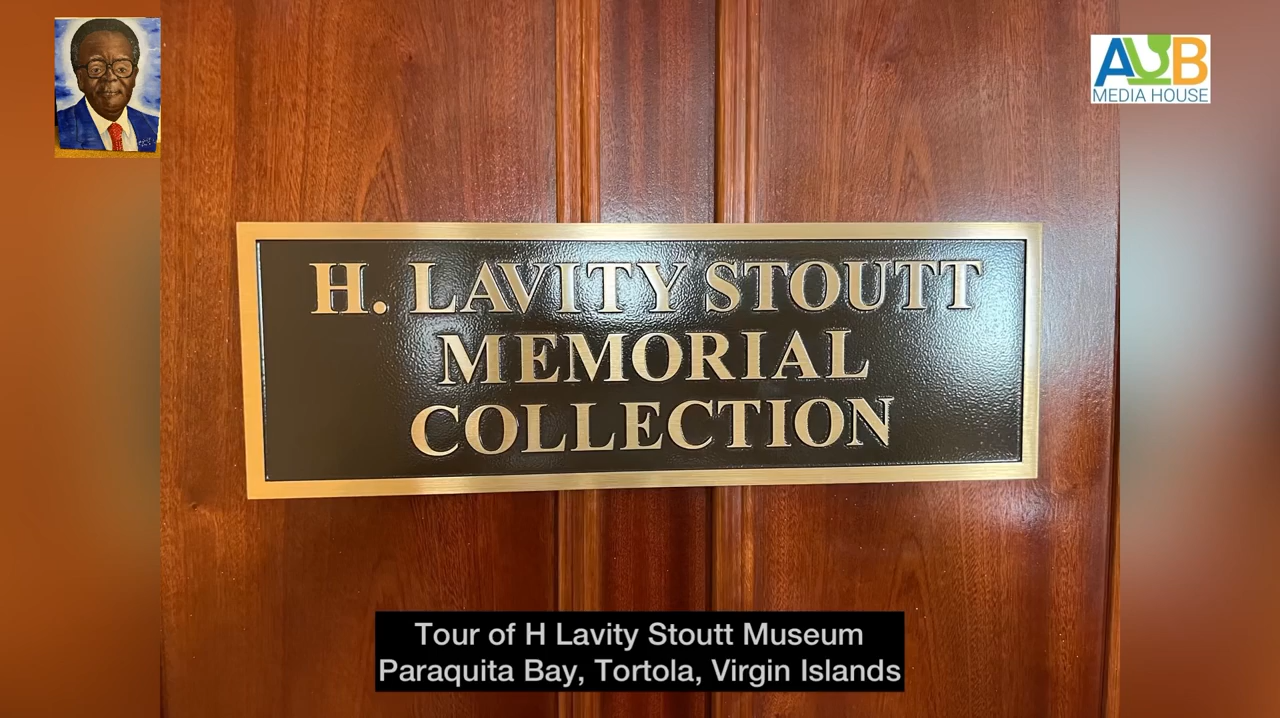 AUB
MEDIA HOUSE
H. LAVITY STOUTT
MEMORIAL
COLLECTION
Tour of H Lavity Stoutt Museum
Paraquita Bay, Tortola, Virgin Islands